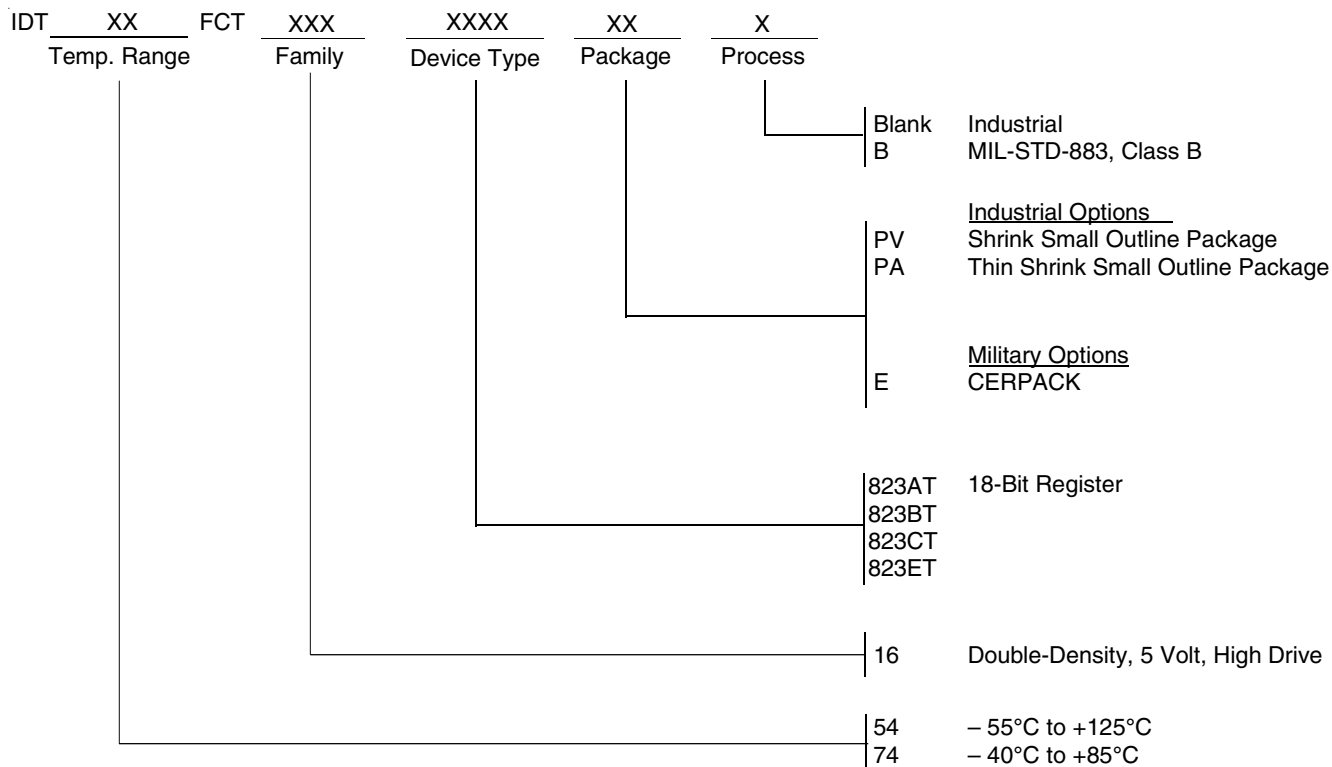 IDT XX FCT XXX XXXX XX X
Temp. Range Family Device Type Package Process
Blank Industrial
B MIL-STD-883, Class B
Industrial Options
PV Shrink Small Outline Package
PA Thin Shrink Small Outline Package
Military Options
E CERPACK
823AT 18-Bit Register
823BT
823CT
823ET
16 Double-Density, 5 Volt, High Drive
54 – 55°C to +125°C
74 – 40°C to +85°C